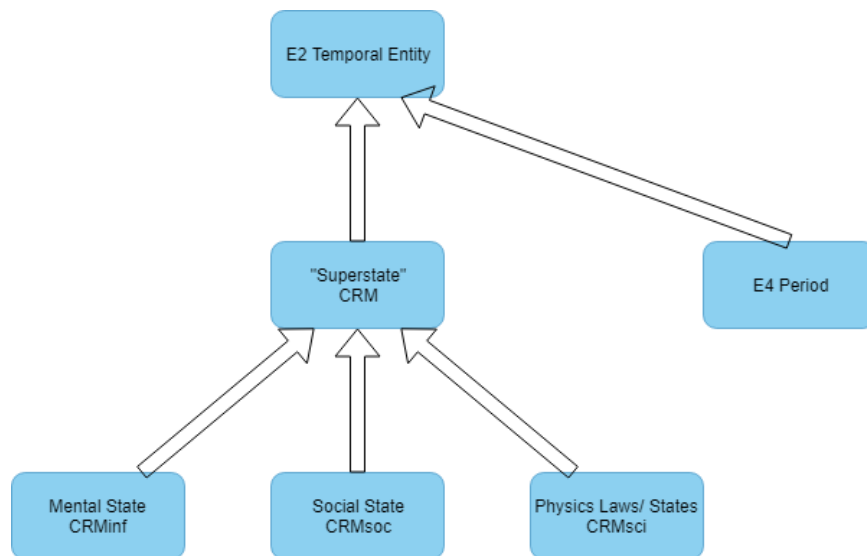 E2 Temporal Entity
"Superstate"
CRM
E4 Period
Mental State
CRMinf
Social State
CRMsoc
Physics Laws/ States
CRMsci